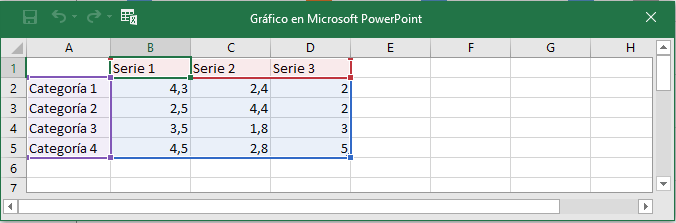 Gráfico en Microsoft PowerPoint
A B C D E F G H
1 Serie 1 Serie 2 Serie 3
2 Categoría 1 4,3 2,4 2
3 Categoría 2 2,5 4,4 2
4 Categoría 3 3,5 1,8 3
5 Categoría 4 4,5 2,8 5
6
7